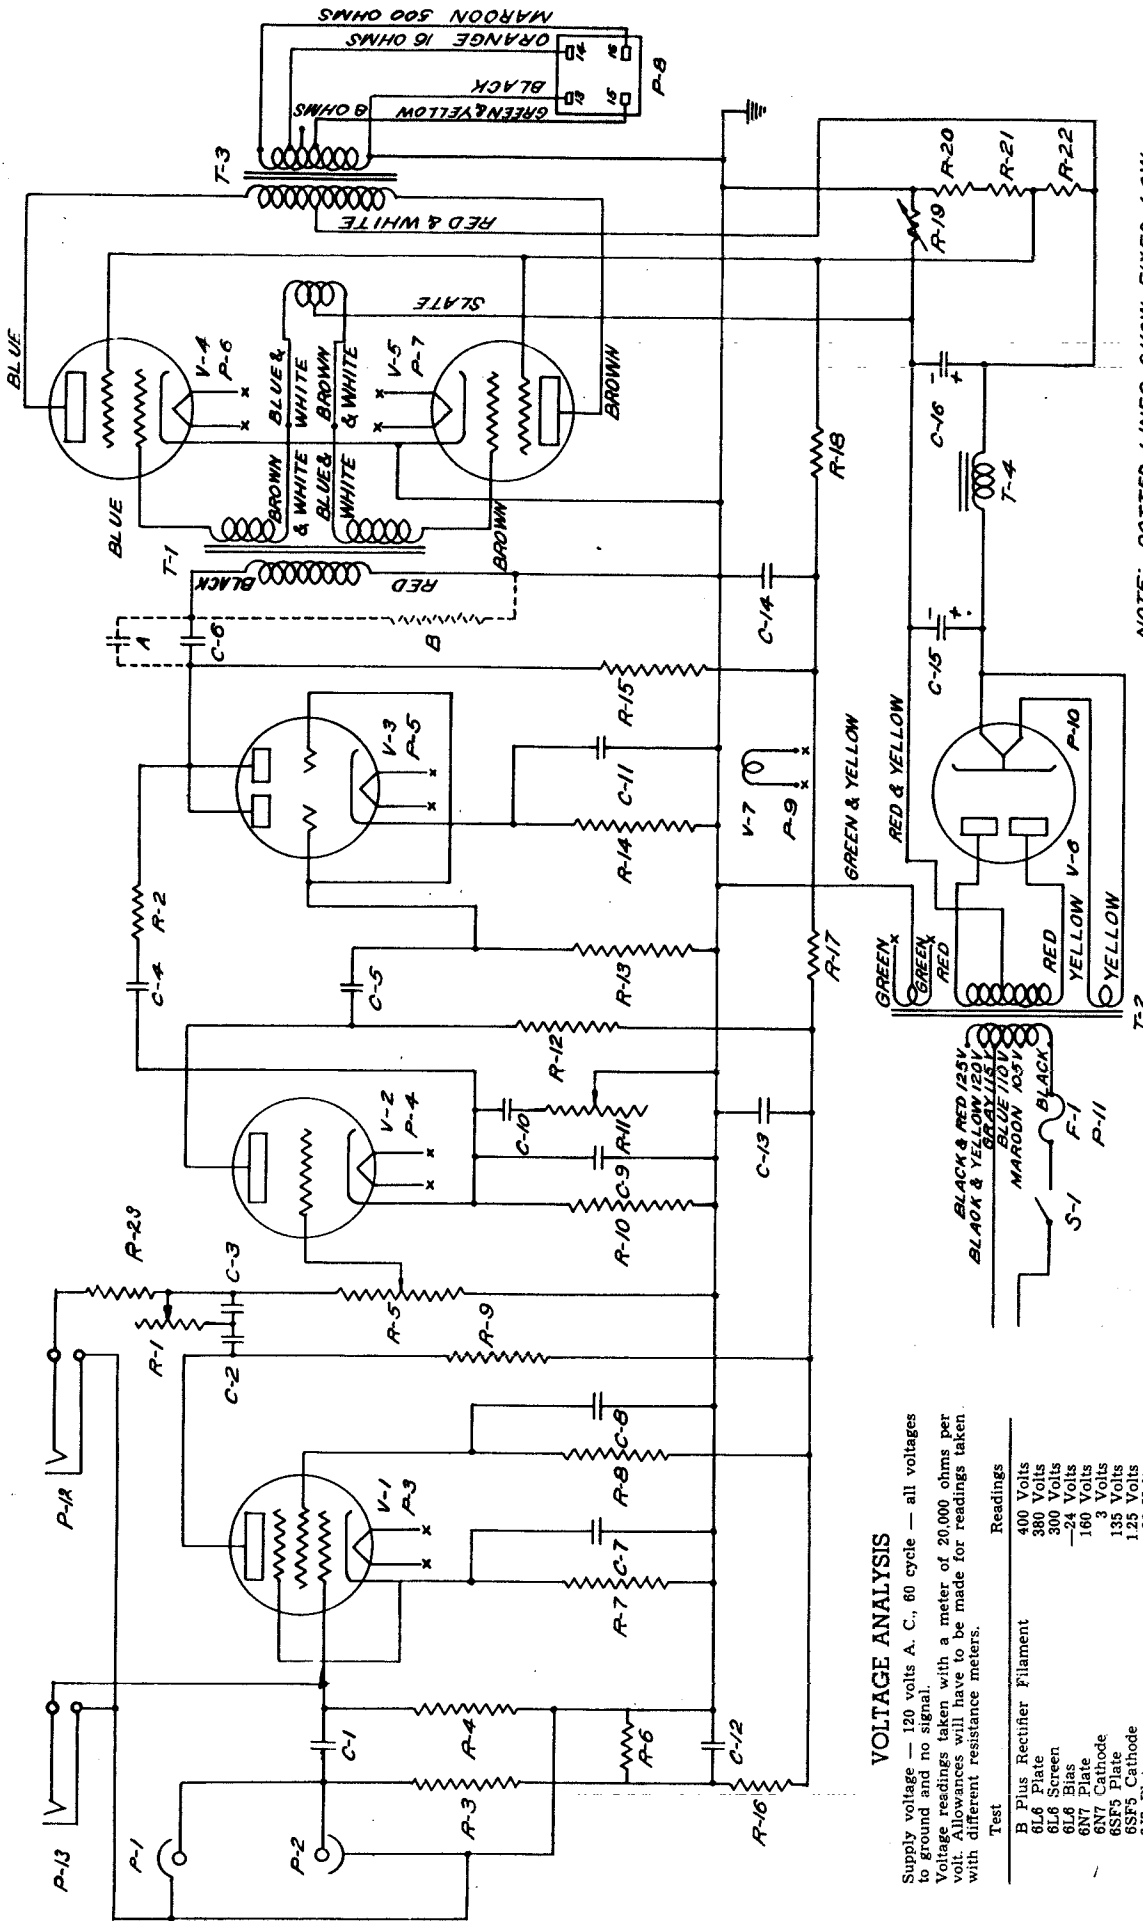 P-13
P-12
P-1
P-2
C-1
R-3
R-4
R-6
C-12
R-16
V-1
P-3
R-7
C-7
R-8
C-8
R-1
R-23
C-2
C-3
R-5
R-9
V-2
P-4
R-10
C-9
C-10
R-11
R-12
C-13
C-4
R-2
C-5
R-13
R-17
V-3
P-5
R-14
C-11
R-15
A
C-6
B
C-14
V-7
P-9
R-18
T-1
BLACK
RED
BLUE
BROWN
BROWN
& WHITE
BLUE &
WHITE
BLUE &
WHITE
BROWN
& WHITE
V-4
P-6
V-5
P-7
BLUE
BROWN
SLATE
RED & WHITE
T-3
GREEN & YELLOW 8 OHMS
BLACK
ORANGE 16 OHMS
MAROON 500 OHMS
13
14
15
16
P-8
R-19
R-20
R-21
R-22
C-15
C-16
T-4
GREEN & YELLOW
RED & YELLOW
GREEN
GREEN
RED
RED
YELLOW
YELLOW
V-6
P-10
T-2
BLACK & RED 125V
BLACK & YELLOW 120V
GRAY 115V
BLUE 110V
MAROON 105V
BLACK
S-1
F-1
P-11
VOLTAGE ANALYSIS
Supply voltage — 120 volts A. C., 60 cycle — all voltages
to ground and no signal.
Voltage readings taken with a meter of 20,000 ohms per
volt. Allowances will have to be made for readings taken
with different resistance meters.
Test Readings
B Plus Rectifier Filament 400 Volts
6L6 Plate 380 Volts
6L6 Screen 300 Volts
6L6 Bias —24 Volts
6N7 Plate 160 Volts
6N7 Cathode 3 Volts
6SF5 Plate 135 Volts
6SF5 Cathode 1.25 Volts
NOTE: